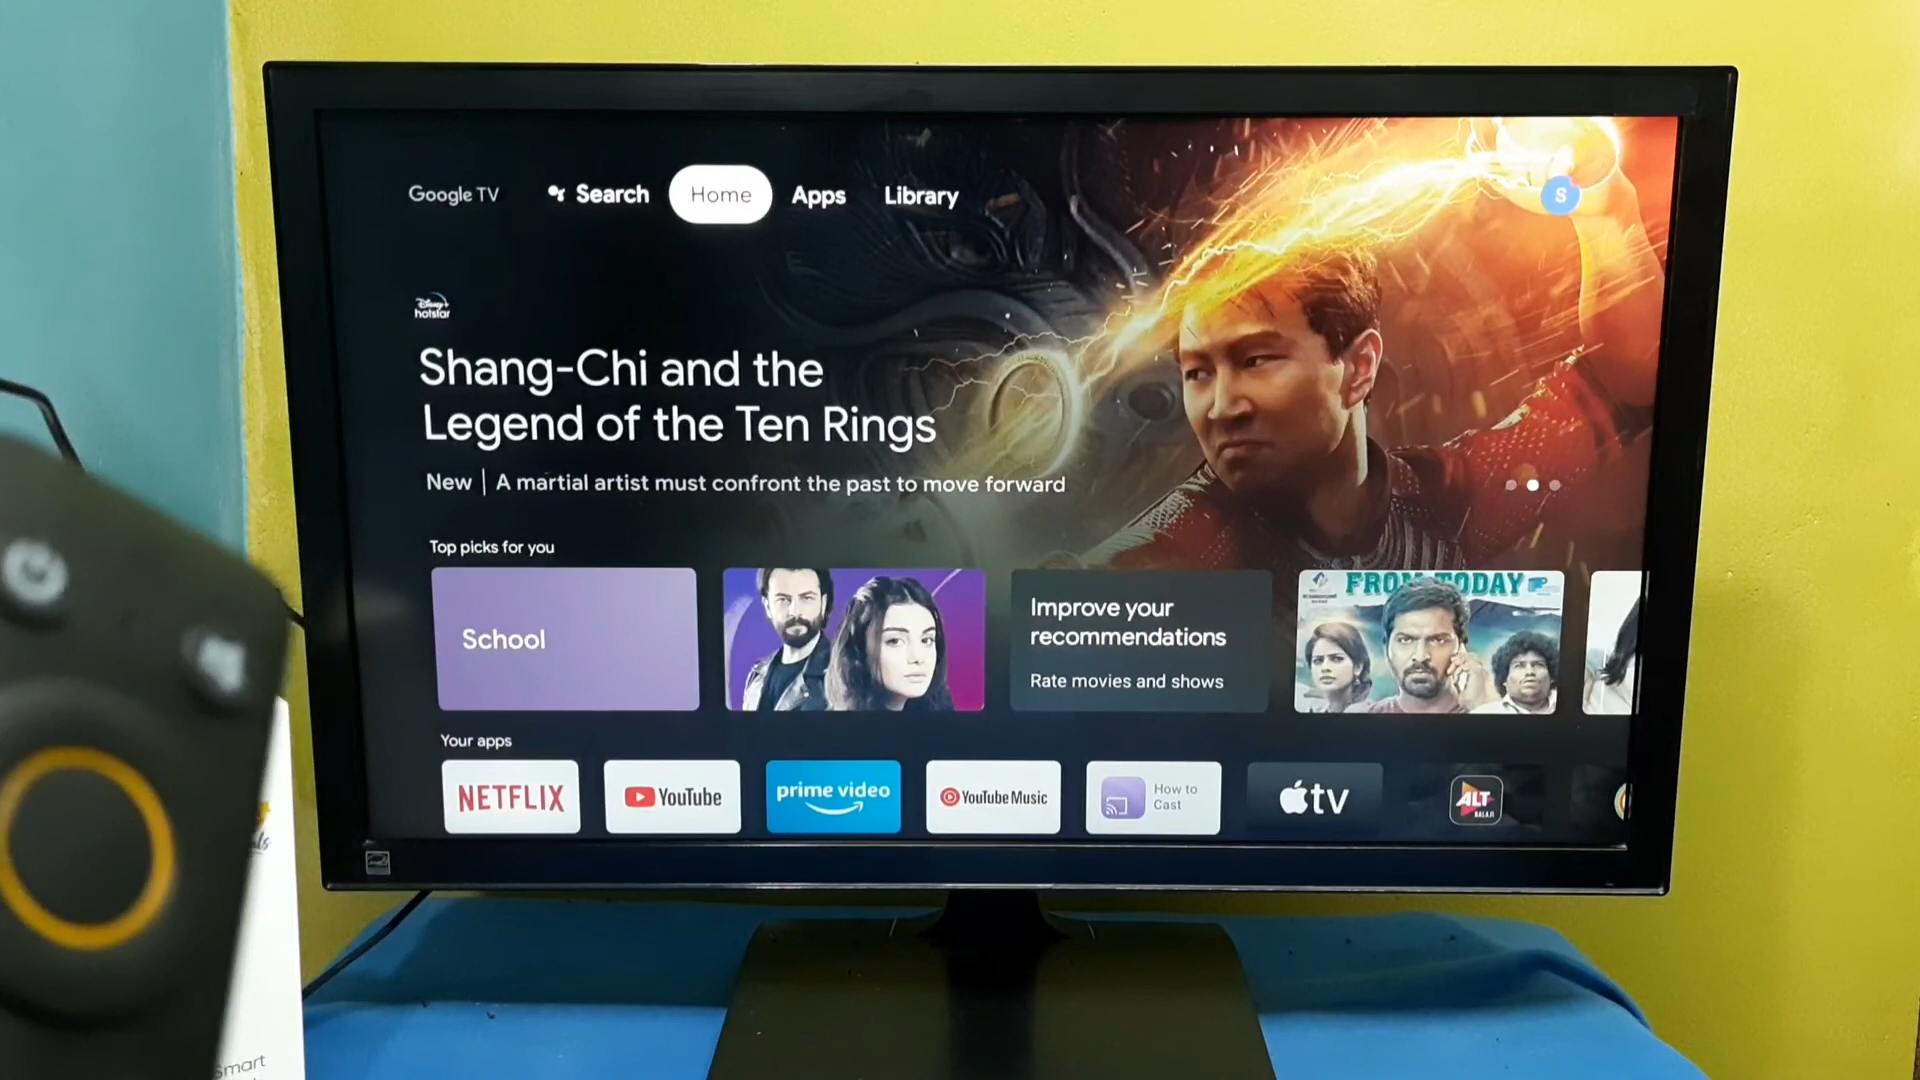 Google TV
Search
Home
Apps
Library
S
Disney+
hotstar
Shang-Chi and the
Legend of the Ten Rings
New | A martial artist must confront the past to move forward
Top picks for you
School
Improve your
recommendations
Rate movies and shows
FROM TODAY
Your apps
NETFLIX
YouTube
prime video
YouTube Music
How to
Cast
tv
ALT
BALAJI
smart